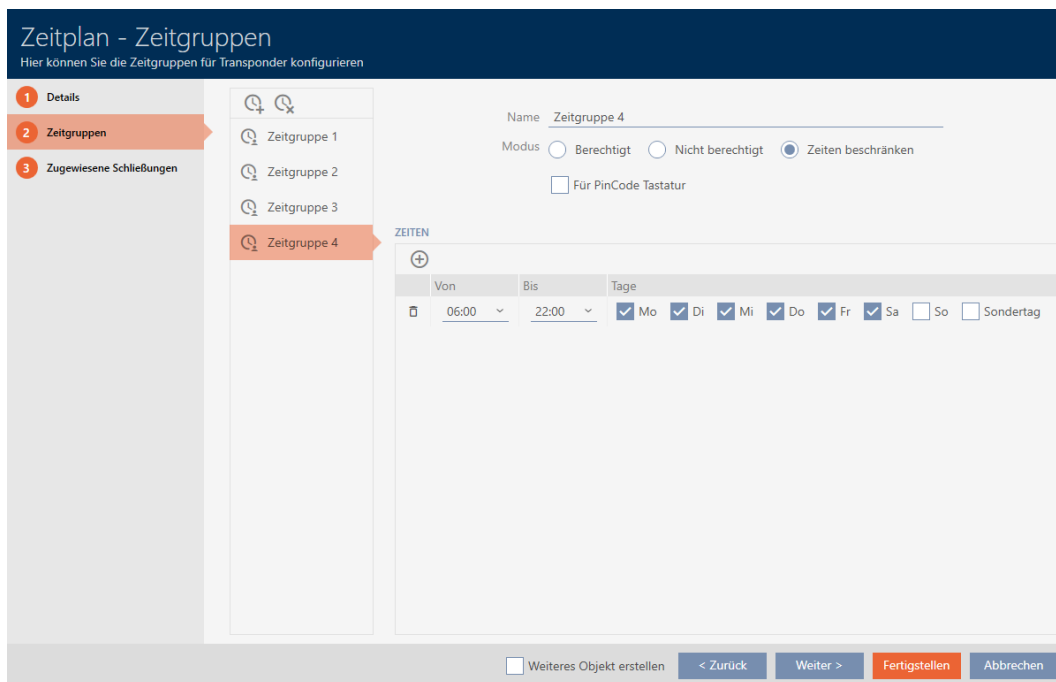 Zeitplan - Zeitgruppen
Hier können Sie die Zeitgruppen für Transponder konfigurieren
1 Details
2 Zeitgruppen
3 Zugewiesene Schließungen
Zeitgruppe 1
Zeitgruppe 2
Zeitgruppe 3
Zeitgruppe 4
Name Zeitgruppe 4
Modus Berechtigt Nicht berechtigt Zeiten beschränken
Für PinCode Tastatur
ZEITEN
Von Bis Tage
06:00 22:00 Mo Di Mi Do Fr Sa So Sondertag
Weiteres Objekt erstellen < Zurück Weiter > Fertigstellen Abbrechen